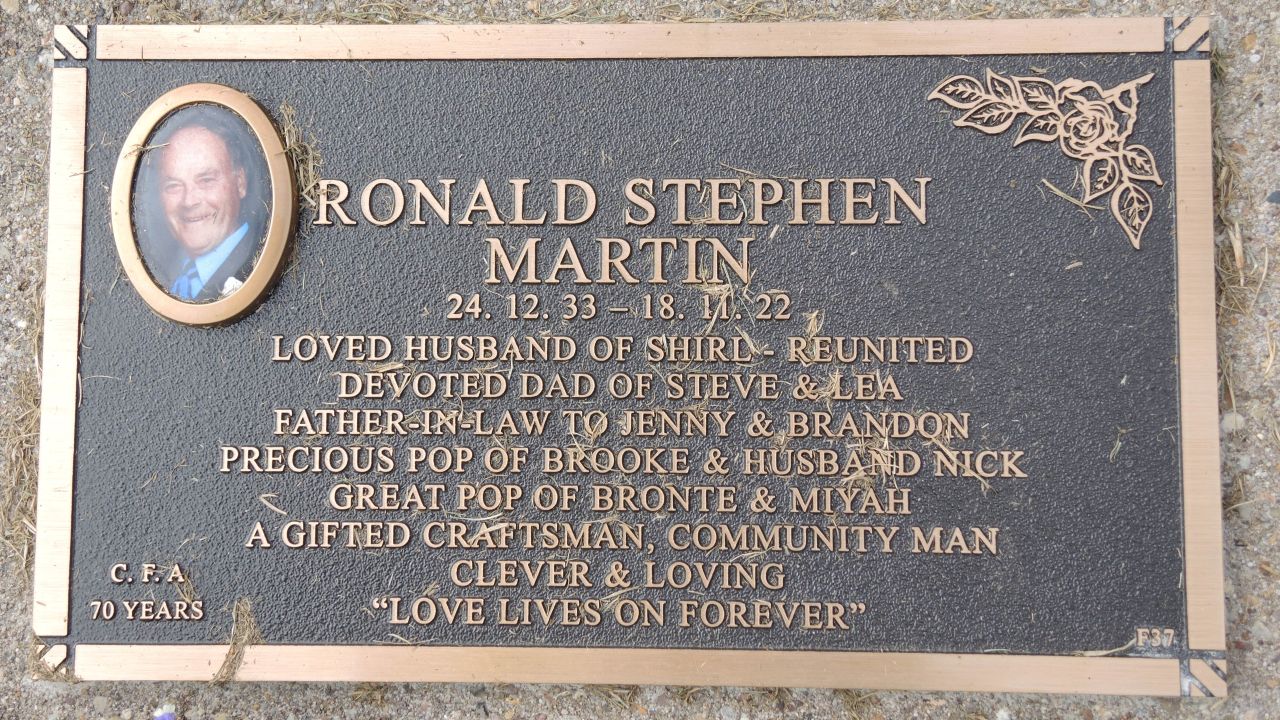 RONALD STEPHEN
MARTIN
24. 12. 33 – 18. 11. 22
LOVED HUSBAND OF SHIRL - REUNITED
DEVOTED DAD OF STEVE & LEA
FATHER-IN-LAW TO JENNY & BRANDON
PRECIOUS POP OF BROOKE & HUSBAND NICK
GREAT POP OF BRONTE & MIYAH
A GIFTED CRAFTSMAN, COMMUNITY MAN
CLEVER & LOVING
“LOVE LIVES ON FOREVER”
C. F. A
70 YEARS
F37